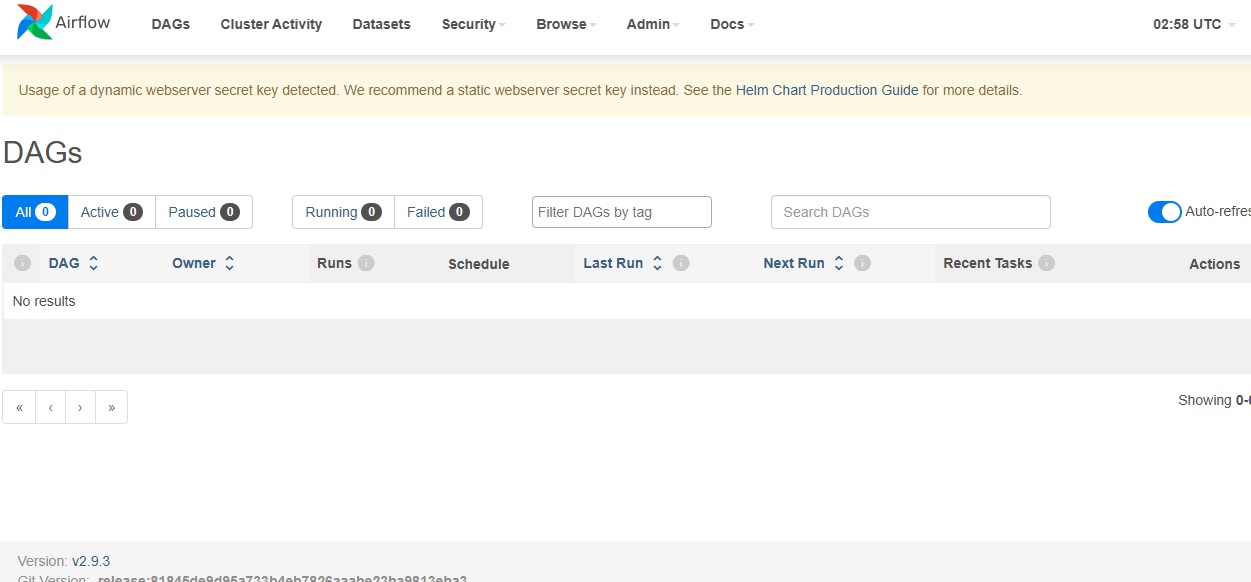 Airflow DAGs Cluster Activity Datasets Security Browse Admin Docs 02:58 UTC
Usage of a dynamic webserver secret key detected. We recommend a static webserver secret key instead. See the Helm Chart Production Guide for more details.
DAGs
All 0 Active 0 Paused 0 Running 0 Failed 0 Filter DAGs by tag Search DAGs Auto-refres
DAG Owner Runs Schedule Last Run Next Run Recent Tasks Actions
No results
« ‹ › »
Showing 0-
Version: v2.9.3
Git Version: